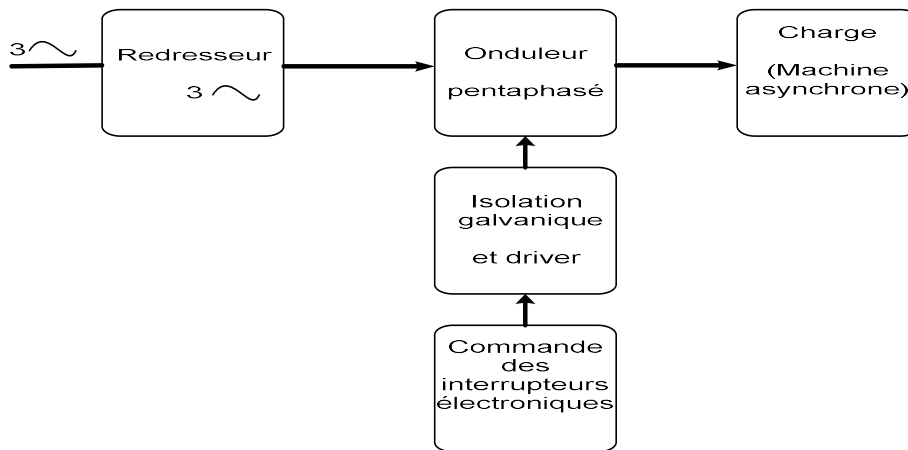 3
Redresseur
3
Onduleur
pentaphasé
Charge
(Machine
asynchrone)
Isolation
galvanique
et driver
Commande
des
interrupteurs
électroniques